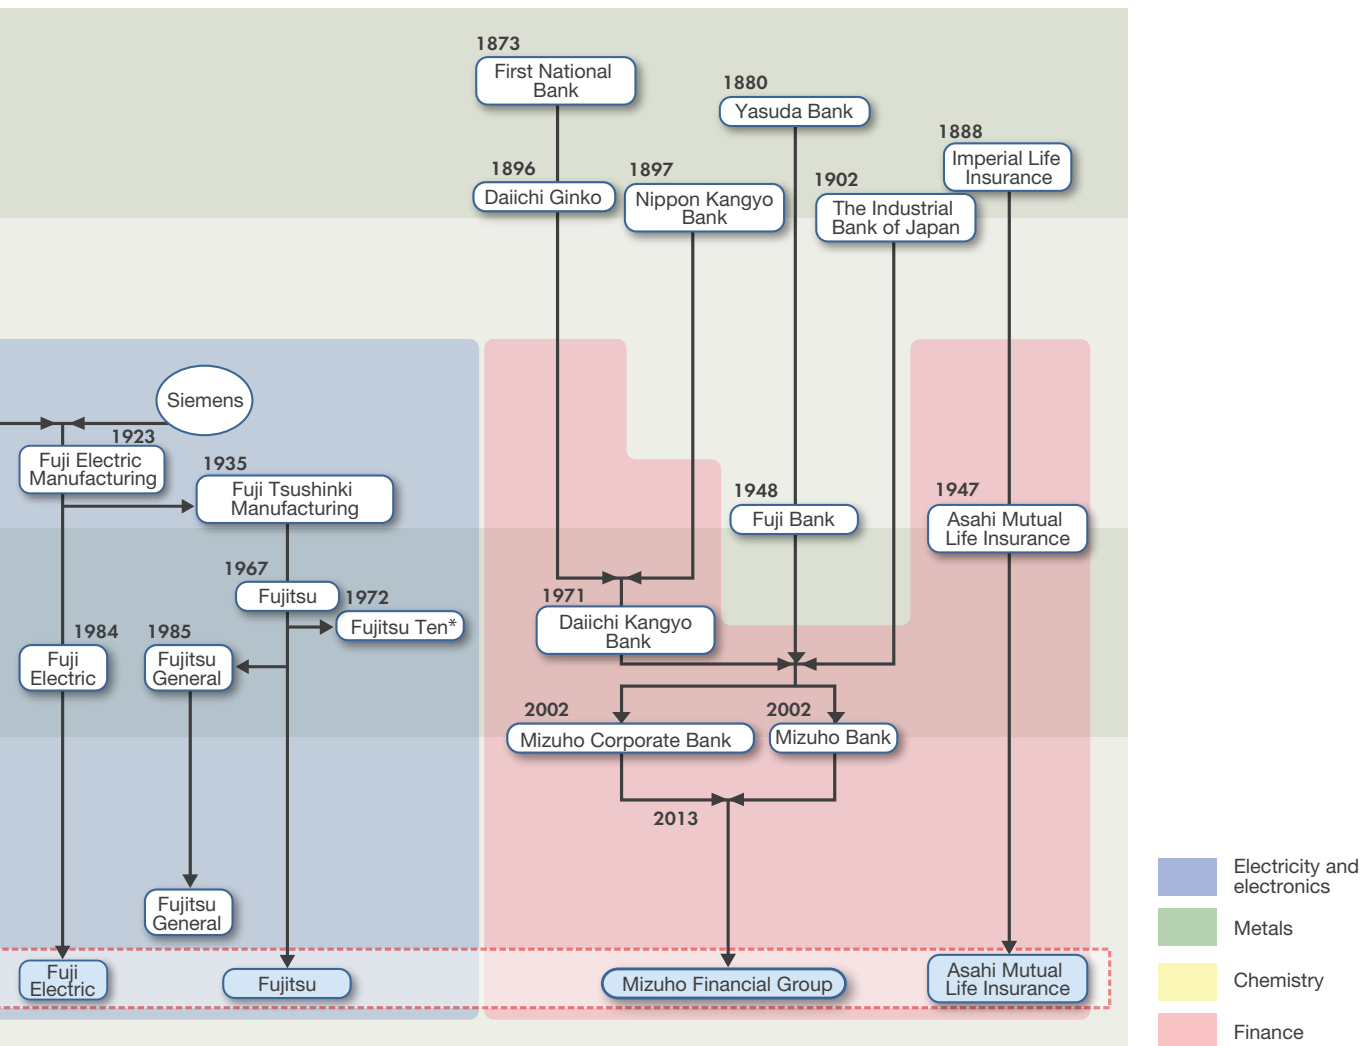 1873
First National
Bank
1880
Yasuda Bank
1888
Imperial Life
Insurance
1896
Daiichi Ginko
1897
Nippon Kangyo
Bank
1902
The Industrial
Bank of Japan
Siemens
1923
Fuji Electric
Manufacturing
1935
Fuji Tsushinki
Manufacturing
1948
Fuji Bank
1947
Asahi Mutual
Life Insurance
1967
Fujitsu
1972
Fujitsu Ten*
1971
Daiichi Kangyo
Bank
1984
Fuji
Electric
1985
Fujitsu
General
2002
Mizuho Corporate Bank
2002
Mizuho Bank
2013
Fujitsu
General
Fuji
Electric
Fujitsu
Mizuho Financial Group
Asahi Mutual
Life Insurance
Electricity and
electronics
Metals
Chemistry
Finance